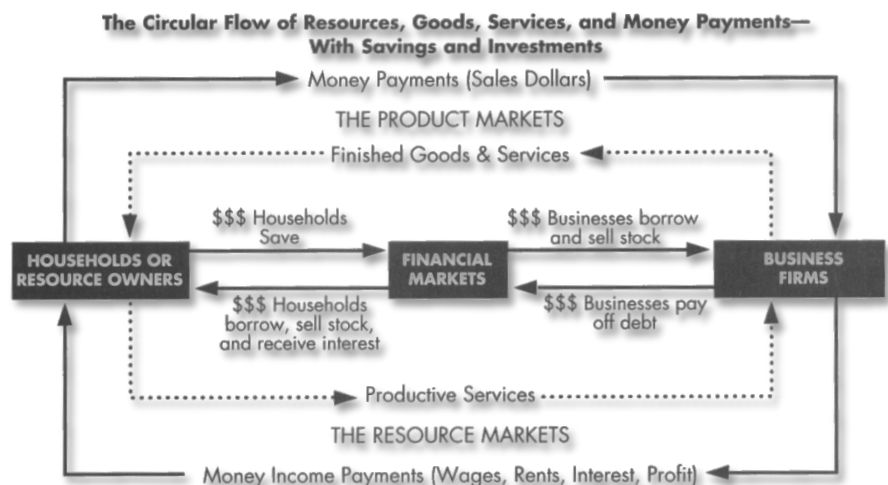 The Circular Flow of Resources, Goods, Services, and Money Payments—
With Savings and Investments
Money Payments (Sales Dollars)
THE PRODUCT MARKETS
Finished Goods & Services
$$$ Households
Save
$$$ Businesses borrow
and sell stock
HOUSEHOLDS OR
RESOURCE OWNERS
FINANCIAL
MARKETS
BUSINESS
FIRMS
$$$ Households
borrow, sell stock,
and receive interest
$$$ Businesses pay
off debt
Productive Services
THE RESOURCE MARKETS
Money Income Payments (Wages, Rents, Interest, Profit)